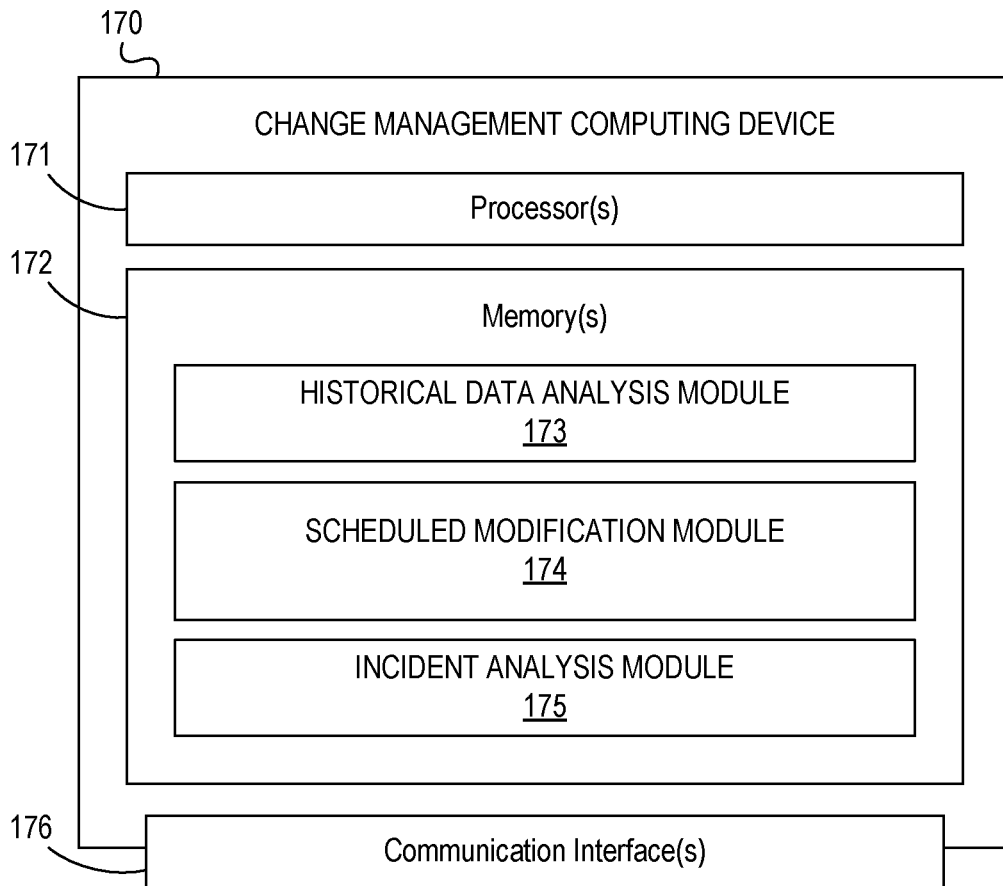 170
CHANGE MANAGEMENT COMPUTING DEVICE
171
Processor(s)
172
Memory(s)
HISTORICAL DATA ANALYSIS MODULE
173
SCHEDULED MODIFICATION MODULE
174
INCIDENT ANALYSIS MODULE
175
176
Communication Interface(s)